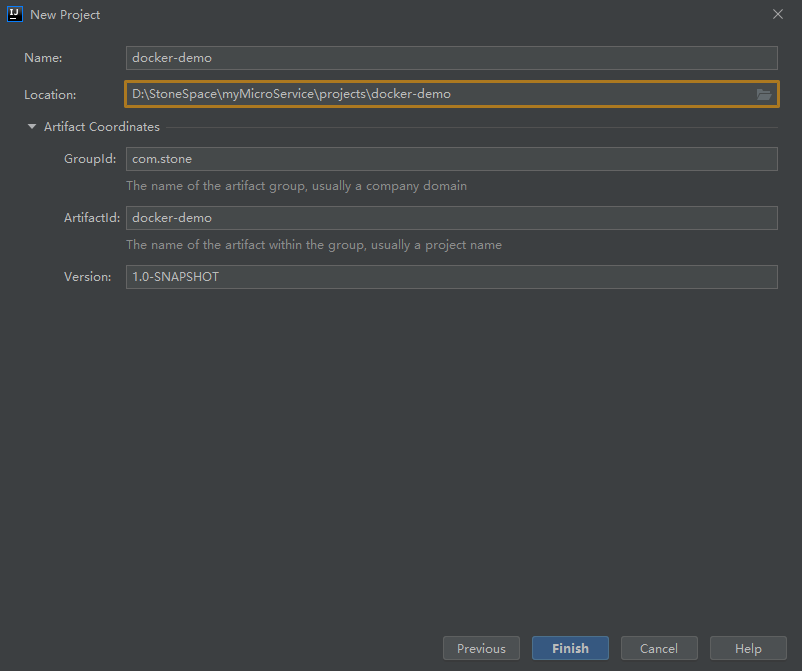 IJ
New Project
Name: docker-demo
Location: D:\StoneSpace\myMicroService\projects\docker-demo
Artifact Coordinates
GroupId: com.stone
The name of the artifact group, usually a company domain
ArtifactId: docker-demo
The name of the artifact within the group, usually a project name
Version: 1.0-SNAPSHOT
Previous Finish Cancel Help